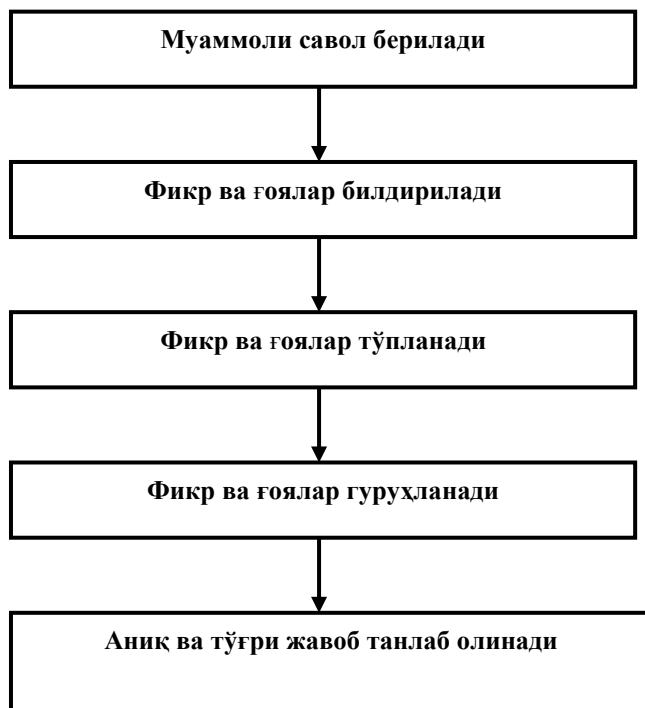 Муаммоли савол берилади
Фикр ва ғоялар билдирилади
Фикр ва ғоялар тўпланади
Фикр ва ғоялар гуруҳланади
Аниқ ва тўғри жавоб танлаб олинади